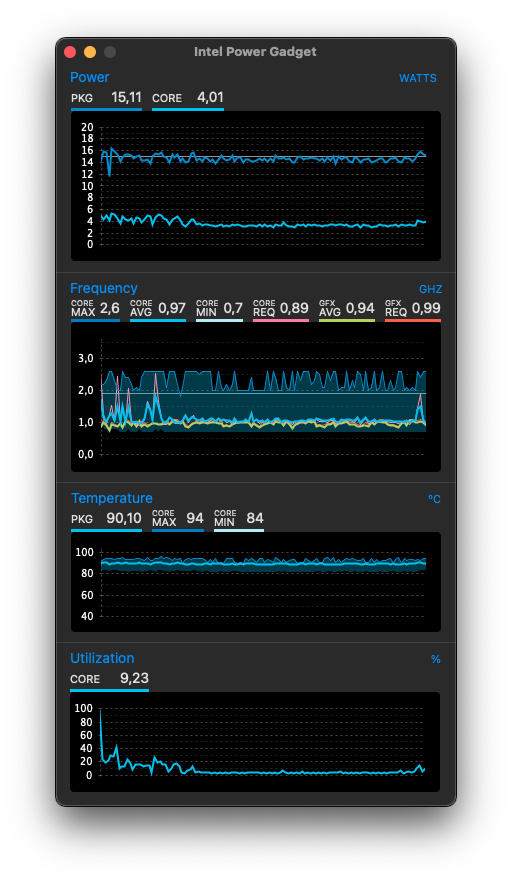 Intel Power Gadget
Power WATTS
PKG 15,11 CORE 4,01
20
18
16
14
12
10
8
6
4
2
0
Frequency GHZ
CORE MAX 2,6 CORE AVG 0,97 CORE MIN 0,7 CORE REQ 0,89 GFX AVG 0,94 GFX REQ 0,99
3,0
2,0
1,0
0,0
Temperature ºC
PKG 90,10 CORE MAX 94 CORE MIN 84
100
80
60
40
Utilization %
CORE 9,23
100
80
60
40
20
0